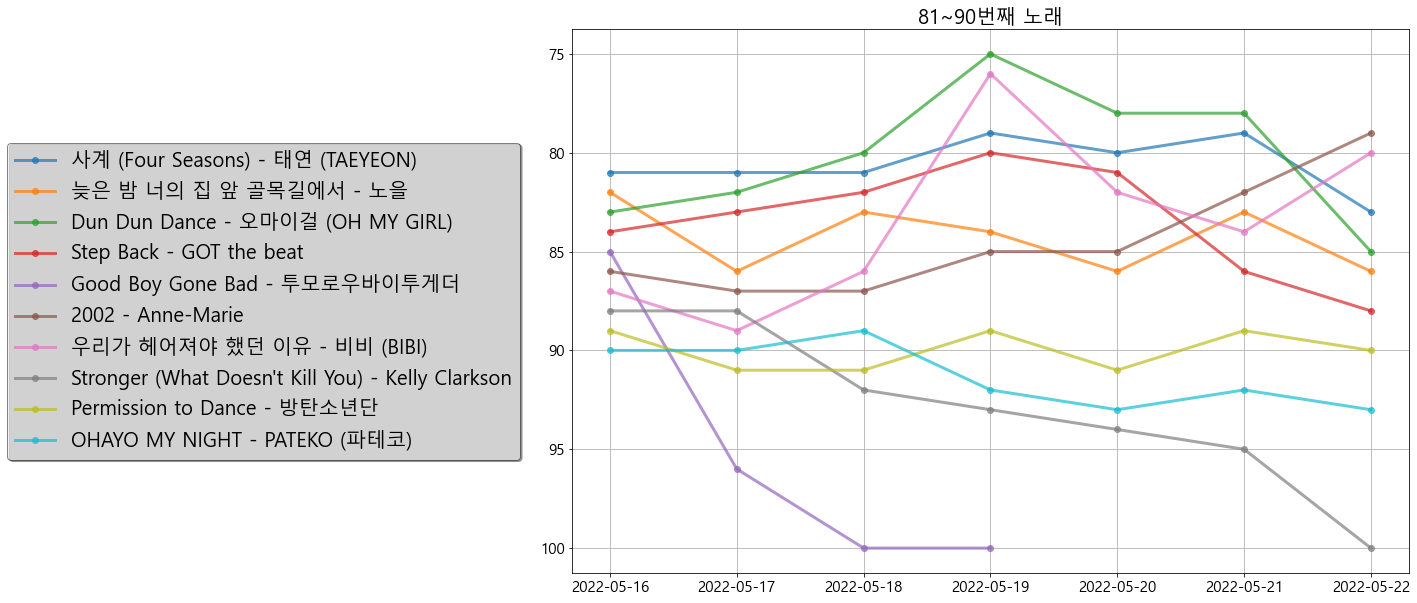 81~90번째 노래
사계 (Four Seasons) - 태연 (TAEYEON)
늦은 밤 너의 집 앞 골목길에서 - 노을
Dun Dun Dance - 오마이걸 (OH MY GIRL)
Step Back - GOT the beat
Good Boy Gone Bad - 투모로우바이투게더
2002 - Anne-Marie
우리가 헤어져야 했던 이유 - 비비 (BIBI)
Stronger (What Doesn't Kill You) - Kelly Clarkson
Permission to Dance - 방탄소년단
OHAYO MY NIGHT - PATEKO (파테코)
75
80
85
90
95
100
2022-05-16 2022-05-17 2022-05-18 2022-05-19 2022-05-20 2022-05-21 2022-05-22